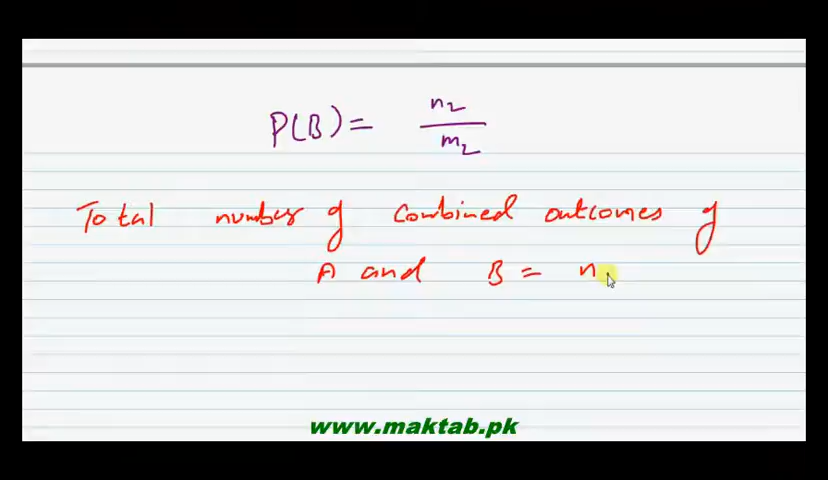 P(B) = n₂/m₂
Total number of combined outcomes of
A and B = n
www.maktab.pk